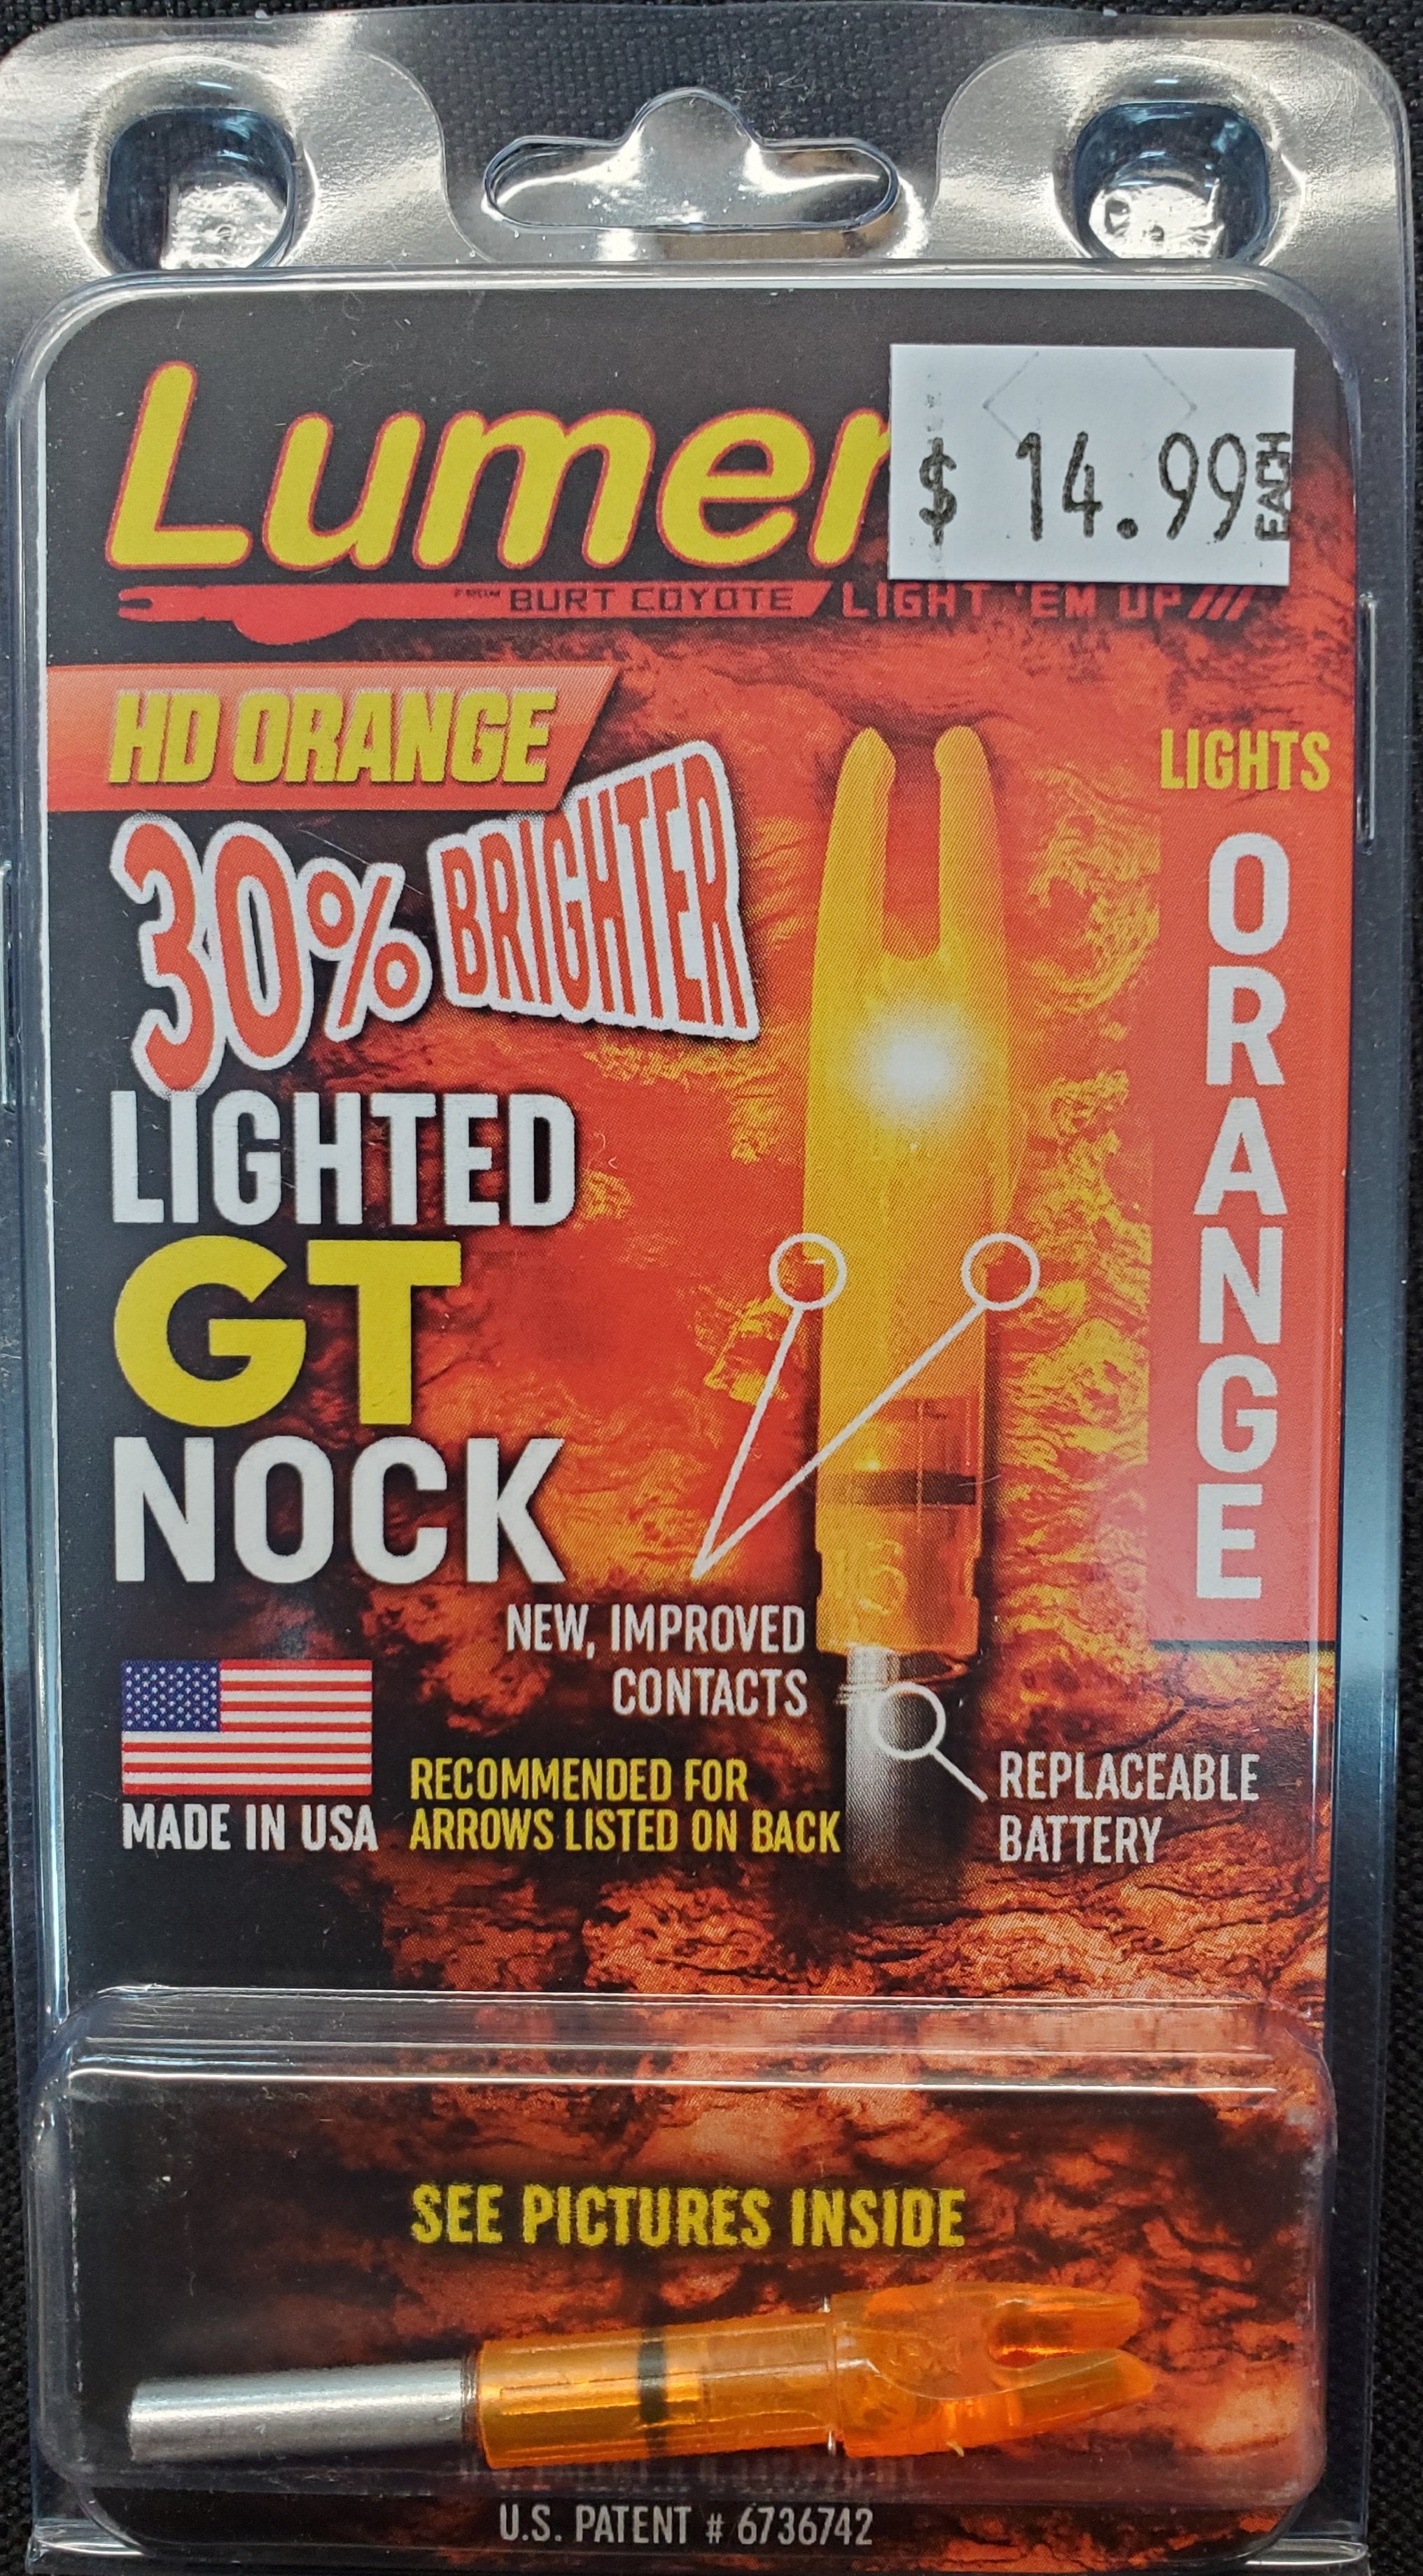 Lumen
$ 14.99 EACH
FROM BURT COYOTE LIGHT 'EM UP
HD ORANGE
30% BRIGHTER
LIGHTED
GT
NOCK
LIGHTS
ORANGE
NEW, IMPROVED
CONTACTS
REPLACEABLE
BATTERY
MADE IN USA
RECOMMENDED FOR
ARROWS LISTED ON BACK
SEE PICTURES INSIDE
U.S. PATENT # 6736742